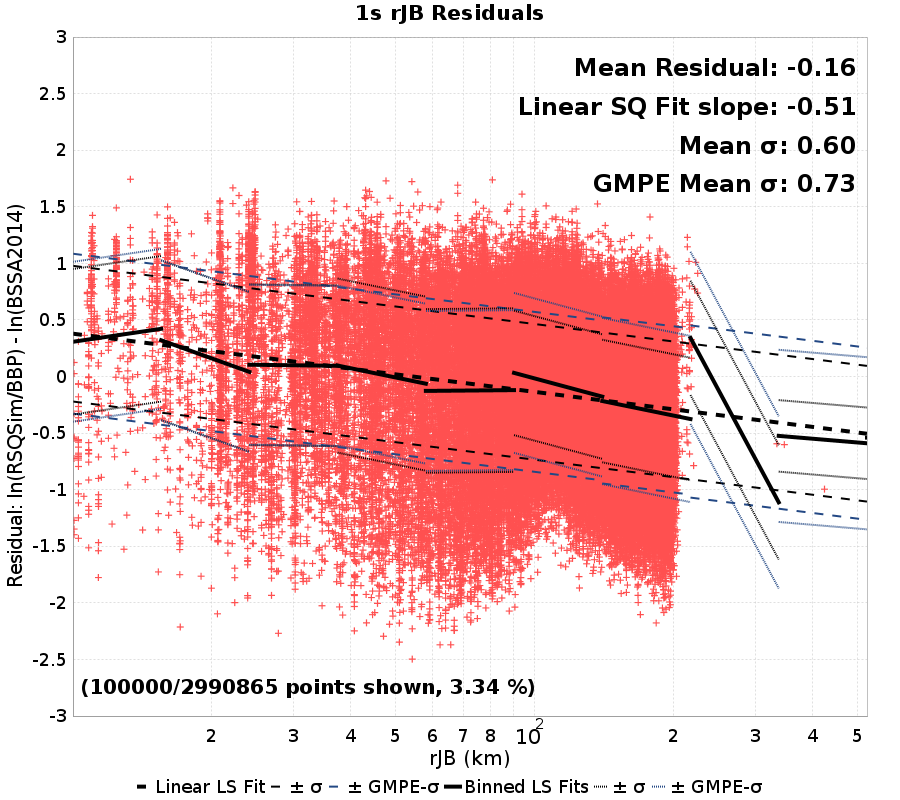 1s rJB Residuals
Mean Residual: -0.16
Linear SQ Fit slope: -0.51
Mean σ: 0.60
GMPE Mean σ: 0.73
Residual: ln(RSQSim/BBP) - ln(BSSA2014)
3
2.5
2
1.5
1
0.5
0
-0.5
-1
-1.5
-2
-2.5
-3
(100000/2990865 points shown, 3.34 %)
2 3 4 5 6 7 8 10² 2 3 4 5
rJB (km)
Linear LS Fit ± σ ± GMPE-σ Binned LS Fits ± σ ± GMPE-σ